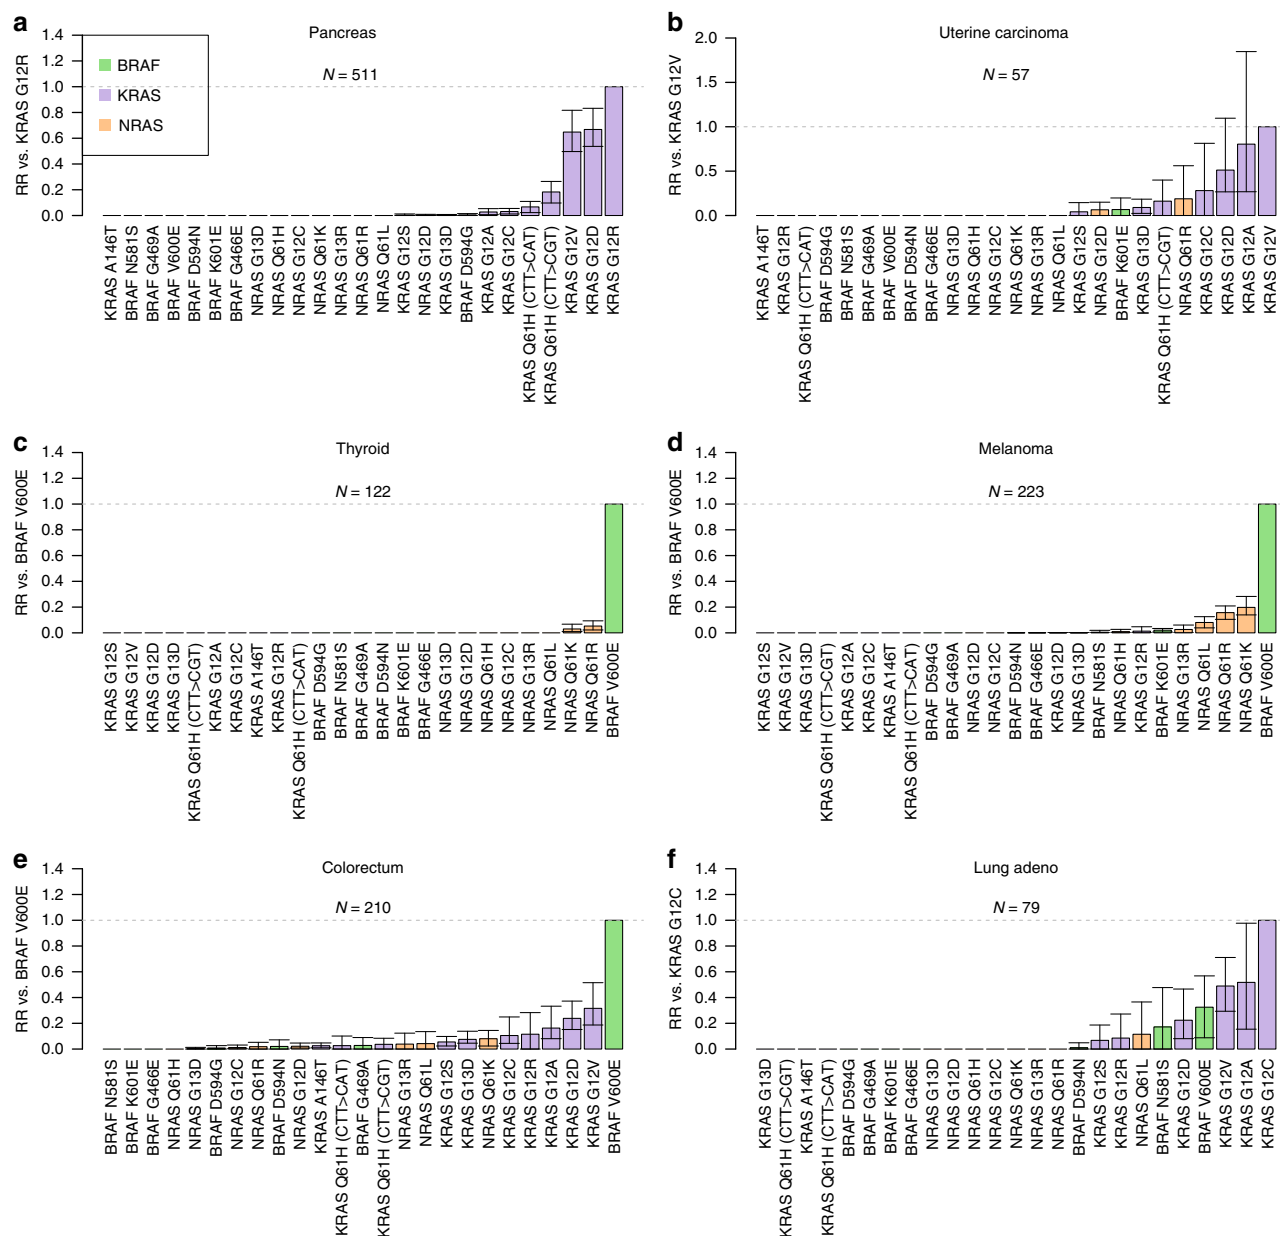 a
Pancreas
N = 511
BRAF
KRAS
NRAS
RR vs. KRAS G12R
1.4
1.2
1.0
0.8
0.6
0.4
0.2
0.0
KRAS A146T
BRAF N581S
BRAF G469A
BRAF V600E
BRAF D594N
BRAF K601E
BRAF G466E
NRAS G13D
NRAS Q61H
NRAS G12C
NRAS Q61K
NRAS G13R
NRAS Q61R
NRAS Q61L
KRAS G12S
NRAS G12D
KRAS G13D
BRAF D594G
KRAS G12A
KRAS G12C
KRAS Q61H (CTT>CAT)
KRAS Q61H (CTT>CGT)
KRAS G12V
KRAS G12D
KRAS G12R
b
Uterine carcinoma
N = 57
RR vs. KRAS G12V
2.0
1.5
1.0
0.5
0.0
KRAS A146T
KRAS G12R
KRAS Q61H (CTT>CAT)
BRAF D594G
BRAF N581S
BRAF G469A
BRAF V600E
BRAF D594N
BRAF G466E
NRAS G13D
NRAS Q61H
NRAS G12C
NRAS Q61K
NRAS G13R
NRAS Q61L
KRAS G12S
NRAS G12D
BRAF K601E
KRAS G13D
KRAS Q61H (CTT>CGT)
NRAS Q61R
KRAS G12C
KRAS G12D
KRAS G12A
KRAS G12V
c
Thyroid
N = 122
RR vs. BRAF V600E
1.4
1.2
1.0
0.8
0.6
0.4
0.2
0.0
KRAS G12S
KRAS G12V
KRAS G12D
KRAS G13D
KRAS Q61H (CTT>CGT)
KRAS G12A
KRAS G12C
KRAS A146T
KRAS G12R
KRAS Q61H (CTT>CAT)
BRAF D594G
BRAF N581S
BRAF G469A
BRAF D594N
BRAF K601E
BRAF G466E
NRAS G13D
NRAS G12D
NRAS Q61H
NRAS G12C
NRAS G13R
NRAS Q61L
NRAS Q61K
NRAS Q61R
BRAF V600E
d
Melanoma
N = 223
RR vs. BRAF V600E
1.4
1.2
1.0
0.8
0.6
0.4
0.2
0.0
KRAS G12S
KRAS G12V
KRAS G13D
KRAS Q61H (CTT>CGT)
KRAS G12A
KRAS G12C
KRAS A146T
KRAS Q61H (CTT>CAT)
BRAF D594G
BRAF G469A
NRAS G12D
NRAS G12C
BRAF D594N
BRAF G466E
KRAS G12D
NRAS G13D
BRAF N581S
NRAS Q61H
KRAS G12R
BRAF K601E
NRAS G13R
NRAS Q61L
NRAS Q61R
NRAS Q61K
BRAF V600E
e
Colorectum
N = 210
RR vs. BRAF V600E
1.4
1.2
1.0
0.8
0.6
0.4
0.2
0.0
BRAF N581S
BRAF K601E
BRAF G466E
NRAS Q61H
NRAS G13D
BRAF D594G
NRAS G12C
NRAS Q61R
BRAF D594N
NRAS G12D
KRAS A146T
KRAS Q61H (CTT>CAT)
BRAF G469A
KRAS Q61H (CTT>CGT)
NRAS G13R
NRAS Q61L
KRAS G12S
KRAS G13D
NRAS Q61K
KRAS G12C
KRAS G12R
KRAS G12A
KRAS G12D
KRAS G12V
BRAF V600E
f
Lung adeno
N = 79
RR vs. KRAS G12C
1.4
1.2
1.0
0.8
0.6
0.4
0.2
0.0
KRAS G13D
KRAS Q61H (CTT>CGT)
KRAS A146T
KRAS Q61H (CTT>CAT)
BRAF D594G
BRAF G469A
BRAF K601E
BRAF G466E
NRAS G13D
NRAS G12D
NRAS Q61H
NRAS G12C
NRAS Q61K
NRAS G13R
NRAS Q61R
BRAF D594N
KRAS G12S
KRAS G12R
NRAS Q61L
BRAF N581S
KRAS G12D
BRAF V600E
KRAS G12V
KRAS G12A
KRAS G12C